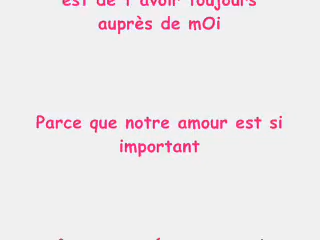 est de t'avoir toujours
auprès de mOi
Parce que notre amour est si
important